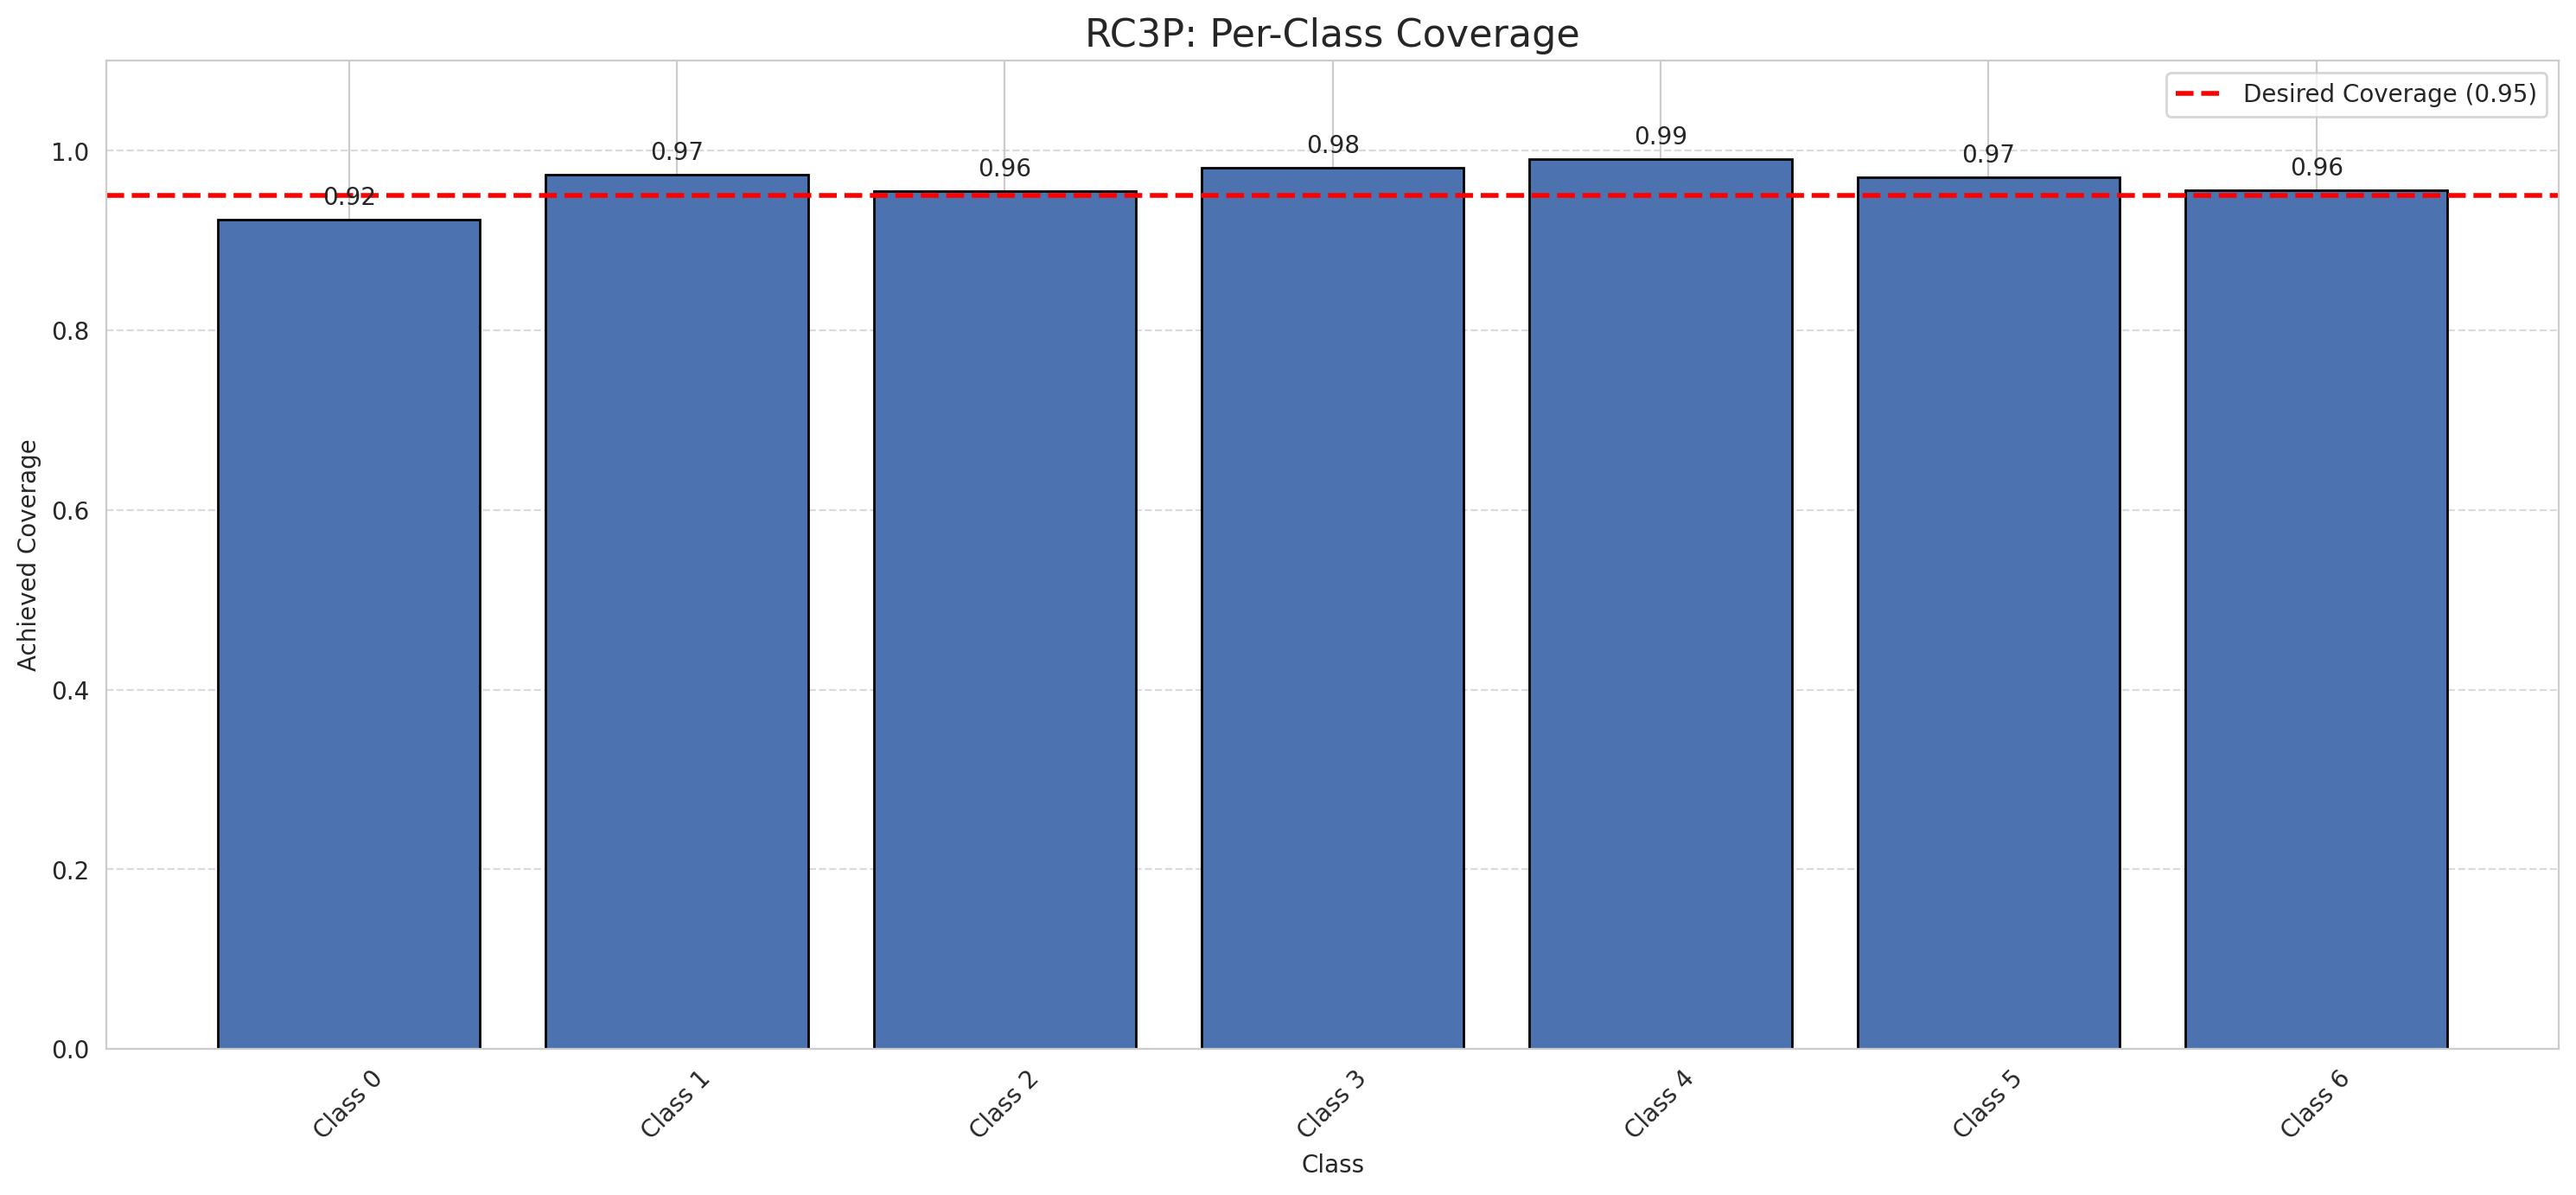 RC3P: Per-Class Coverage
Desired Coverage (0.95)
Achieved Coverage
1.0
0.8
0.6
0.4
0.2
0.0
0.92
0.97
0.96
0.98
0.99
0.97
0.96
Class 0
Class 1
Class 2
Class 3
Class 4
Class 5
Class 6
Class